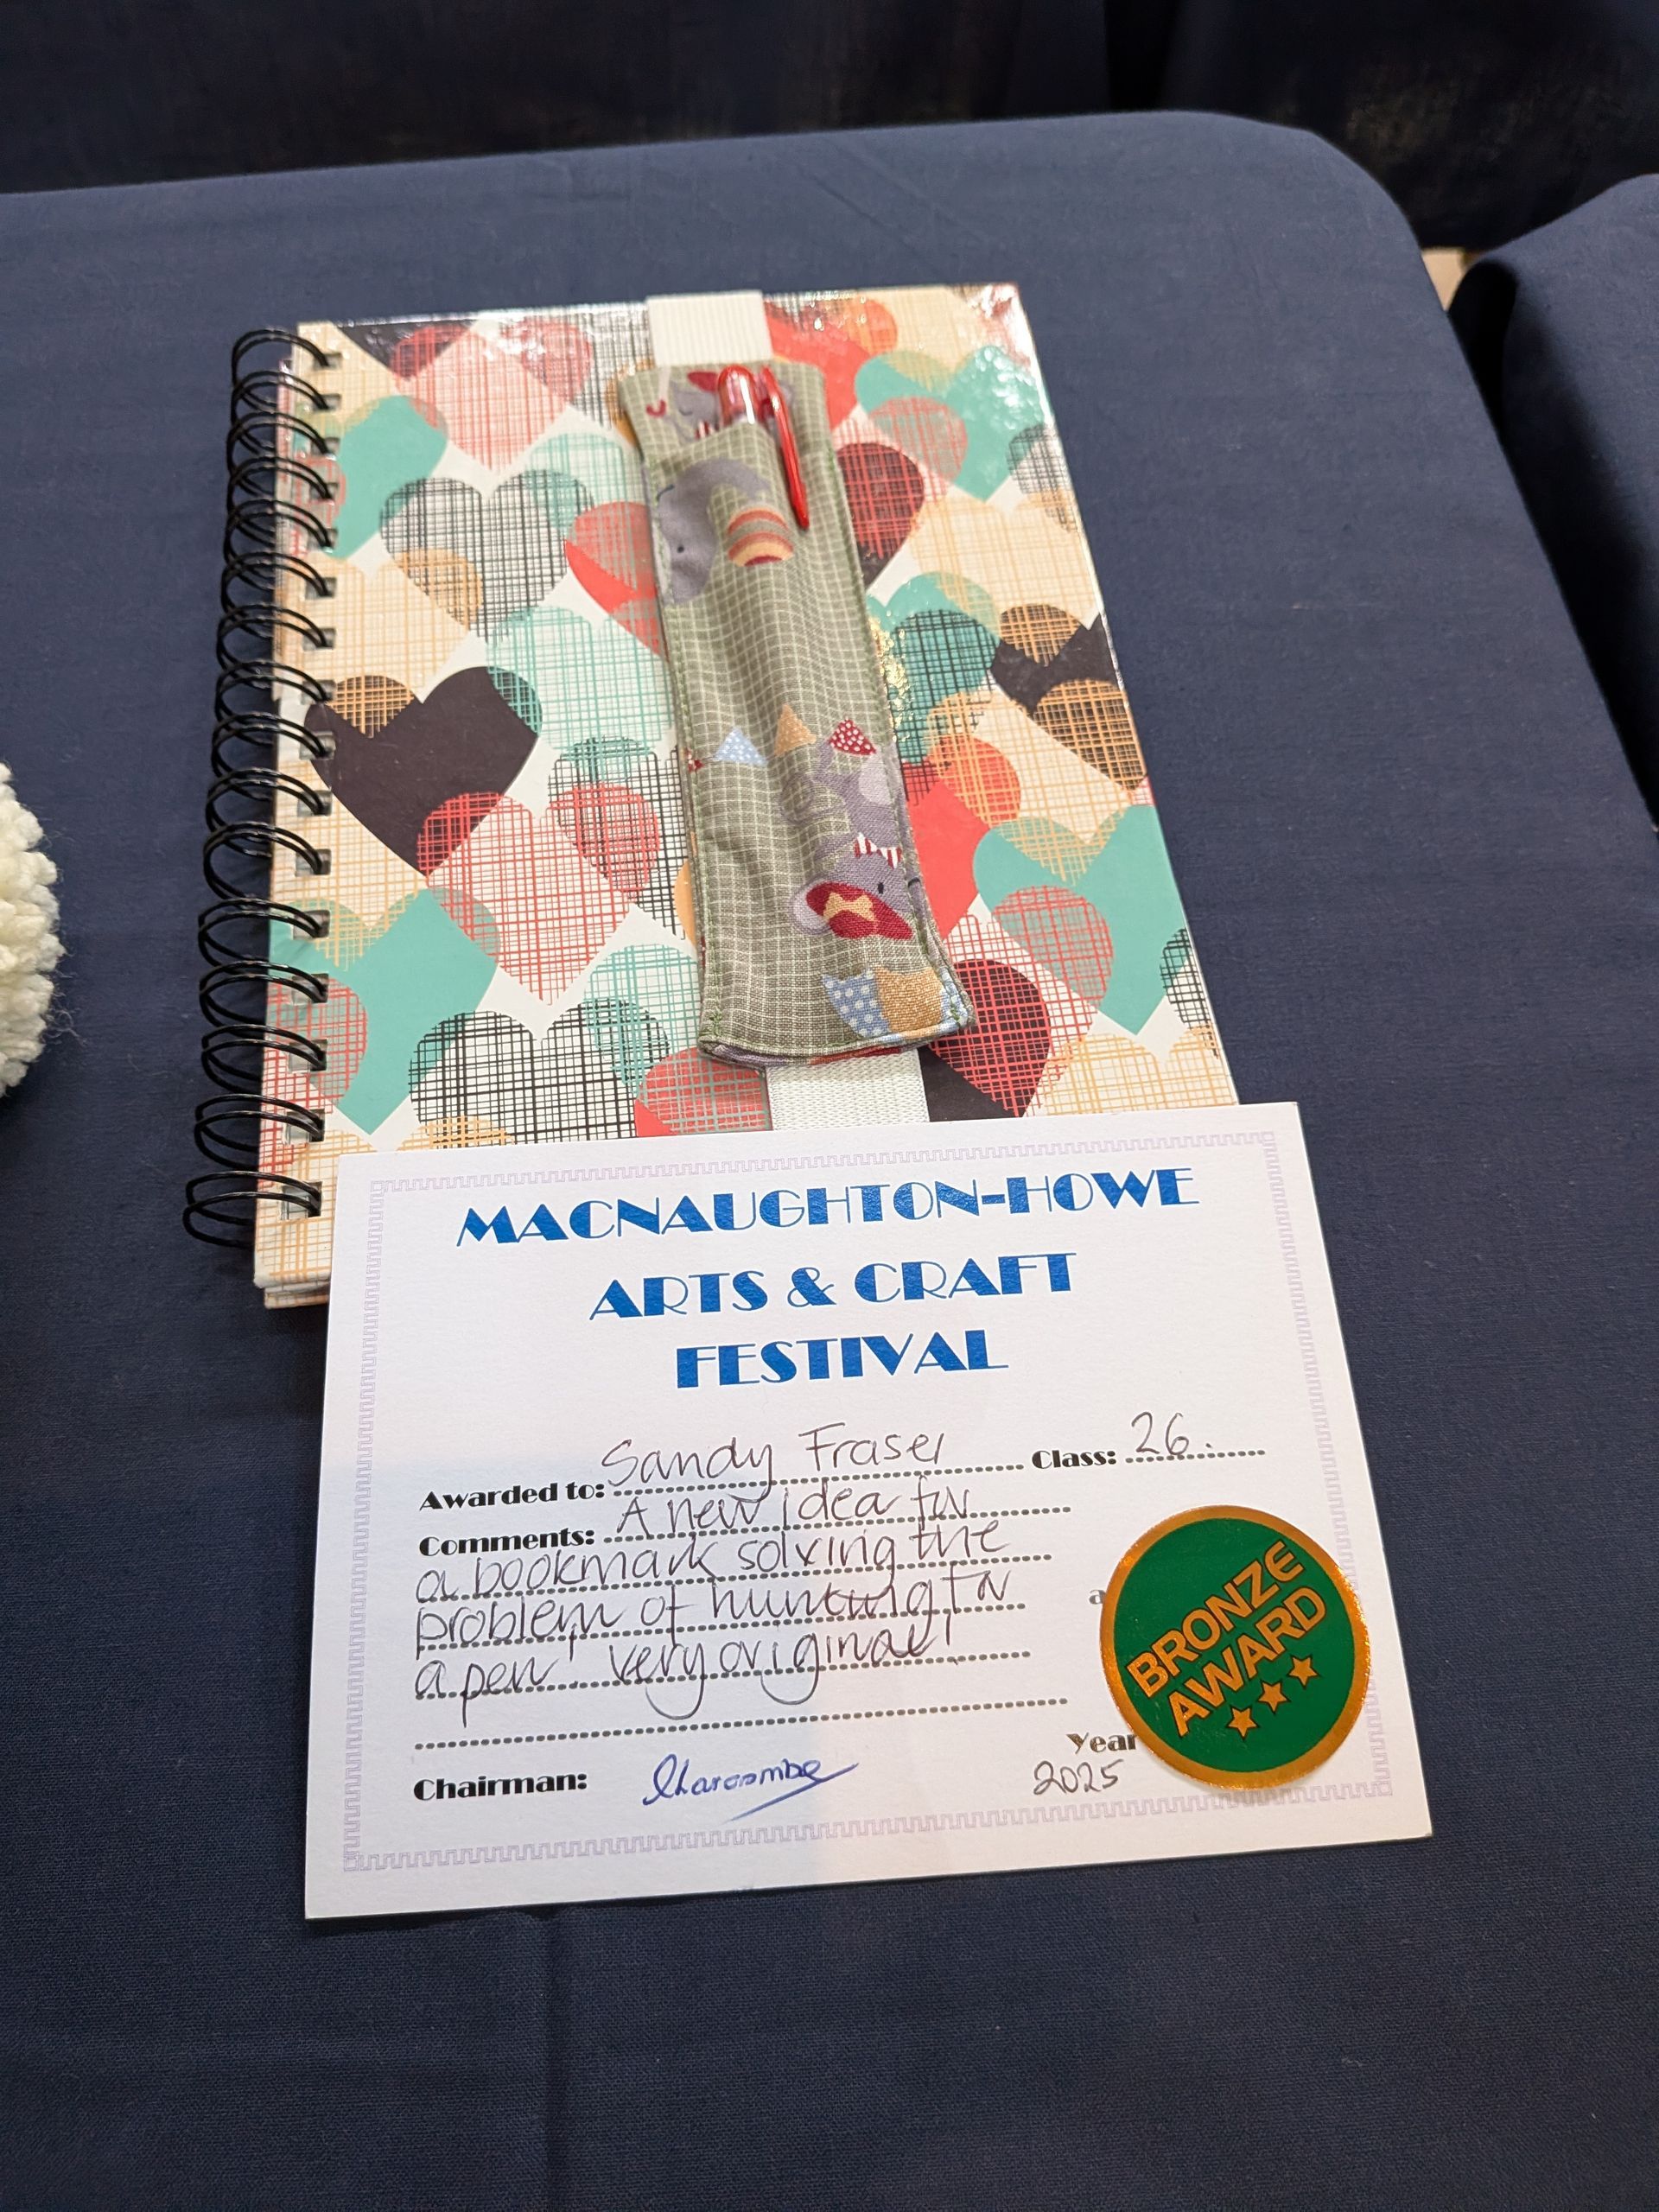 MACNAUGHTON-HOWE
ARTS & CRAFT
FESTIVAL
Awarded to: Sandy Fraser Class: 26.
Comments: A new idea for
a bookmark solving the
problem of hunting for
a pen! very original!
Chairman:
Year
2025
BRONZE
AWARD